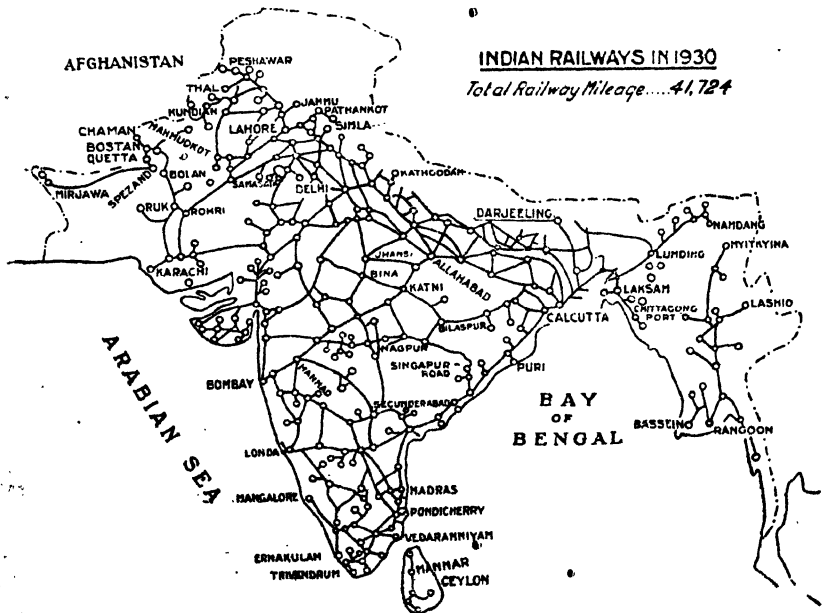 INDIAN RAILWAYS IN 1930
Total Railway Mileage.....41,724
AFGHANISTAN
PESHAWAR
THAL
KUNDIAN
JAMMU
PATHANKOT
LAHORE
SIMLA
CHAMAN
MAHMUDKOT
BOSTAN
QUETTA
SPEZAND
BOLAN
MIRJAWA
SAMASATA
DELHI
KATHGODAM
RUK
ROHRI
DARJEELING
NAMDANG
MYITKYINA
LUMDING
KARACHI
JHANSI
ALLAHABAD
BINA
KATNI
LAKSAM
CHITTAGONG
PORT
LASHIO
BILASPUR
CALCUTTA
NAGPUR
SINGAPUR
ROAD
PURI
BOMBAY
MANMAD
SECUNDERABAD
ARABIAN SEA
BAY
OF
BENGAL
BASSEIN
RANGOON
LONDA
MANGALORE
MADRAS
PONDICHERRY
VEDARANNIYAM
ERNAKULAM
TRIVANDRUM
MANNAR
CEYLON